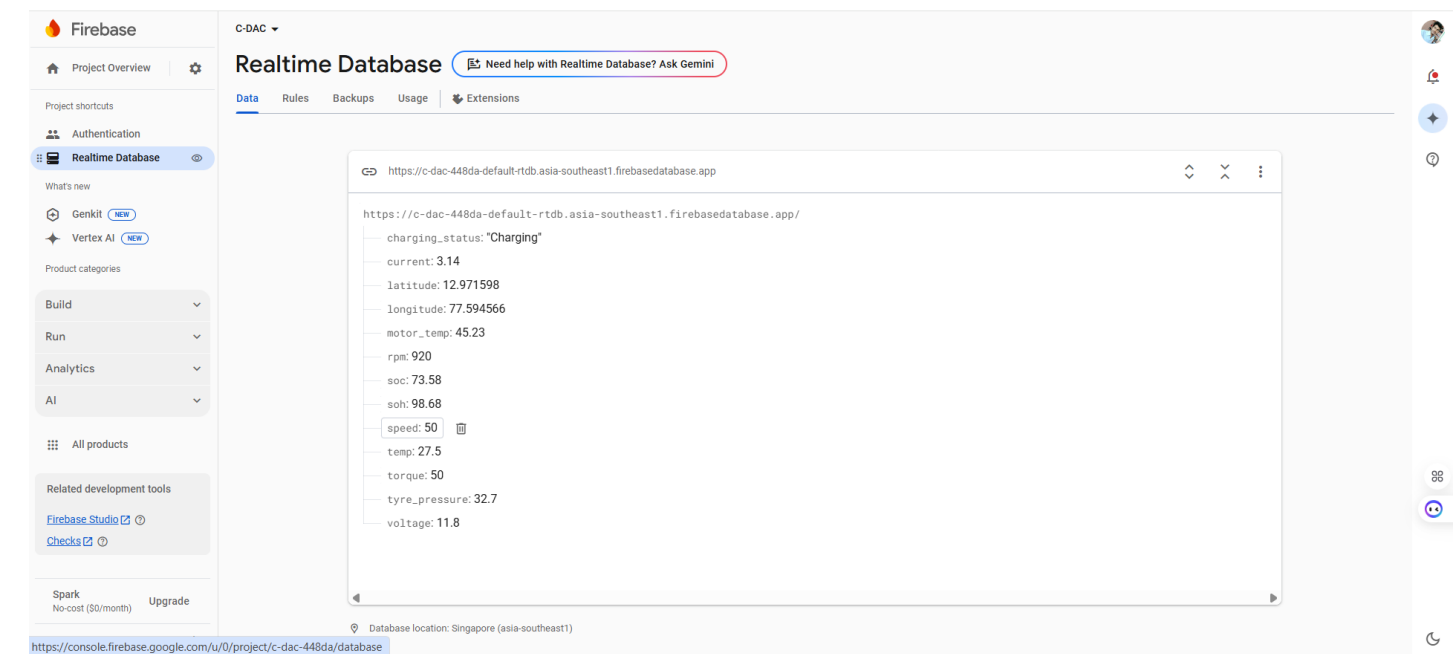 Firebase
Project Overview
Project shortcuts
Authentication
Realtime Database
What's new
Genkit NEW
Vertex AI NEW
Product categories
Build
Run
Analytics
AI
All products
Related development tools
Firebase Studio
Checks
Spark
No-cost ($0/month)
Upgrade
https://console.firebase.google.com/u/0/project/c-dac-448da/database
C-DAC
Realtime Database
Need help with Realtime Database? Ask Gemini
Data Rules Backups Usage Extensions
https://c-dac-448da-default-rtdb.asia-southeast1.firebasedatabase.app
https://c-dac-448da-default-rtdb.asia-southeast1.firebasedatabase.app/
charging_status: "Charging"
current: 3.14
latitude: 12.971598
longitude: 77.594566
motor_temp: 45.23
rpm: 920
soc: 73.58
soh: 98.68
speed: 50
temp: 27.5
torque: 50
tyre_pressure: 32.7
voltage: 11.8
Database location: Singapore (asia-southeast1)